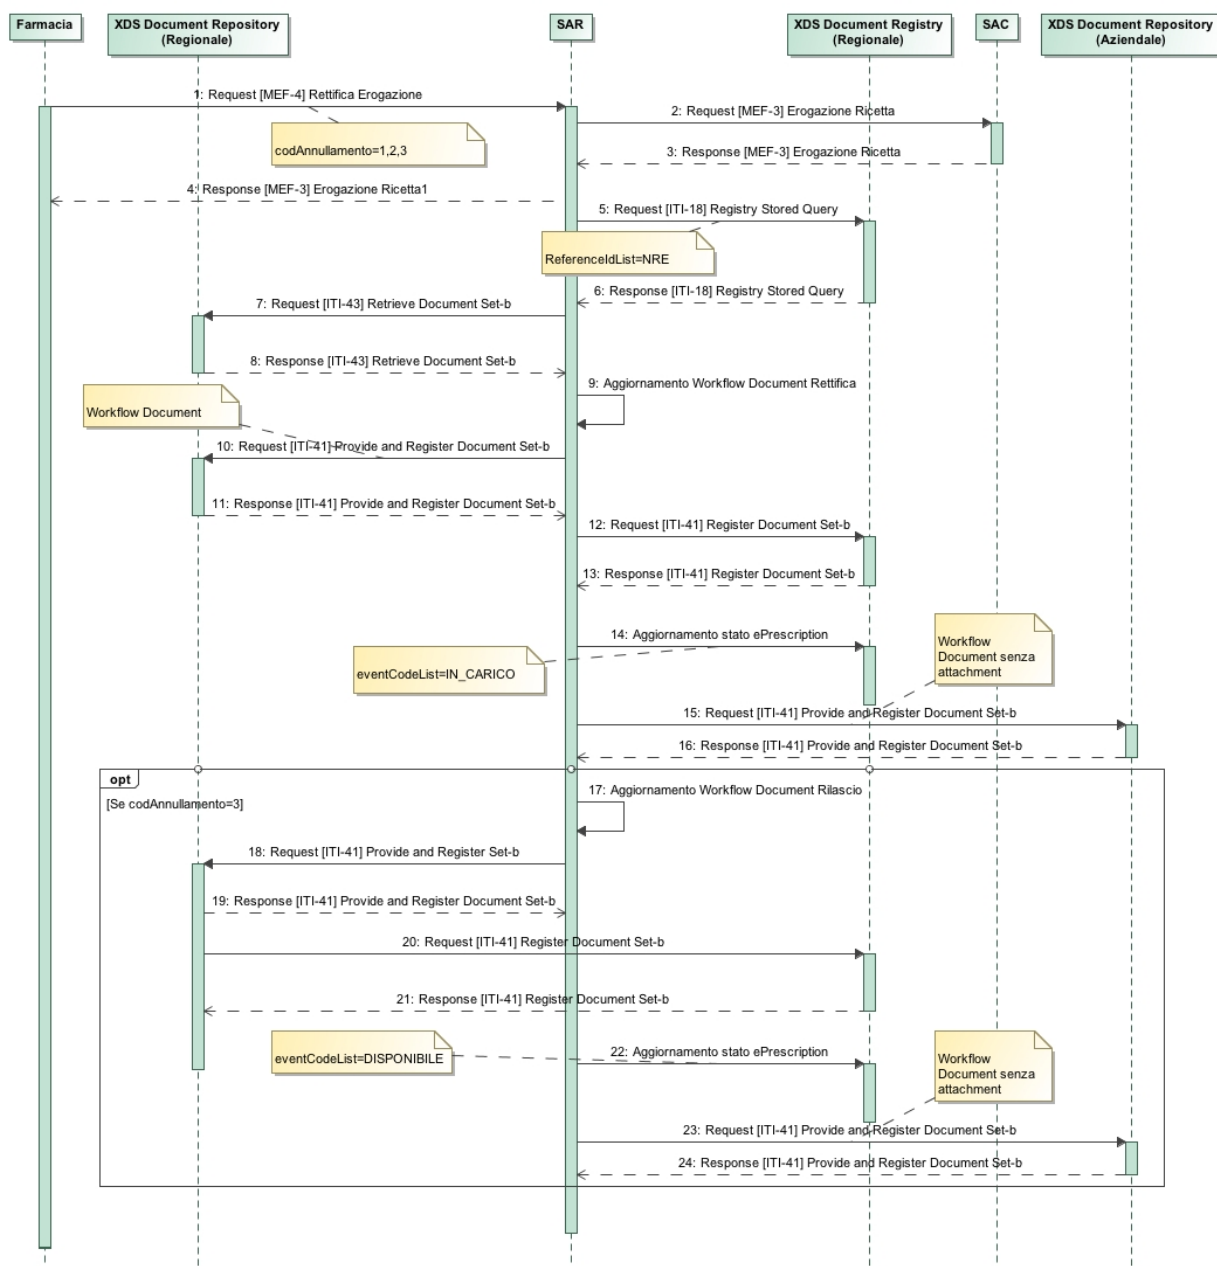 Farmacia
XDS Document Repository
(Regionale)
SAR
XDS Document Registry
(Regionale)
SAC
XDS Document Repository
(Aziendale)
1: Request [MEF-4] Rettifica Erogazione
2: Request [MEF-3] Erogazione Ricetta
codAnnullamento=1,2,3
3: Response [MEF-3] Erogazione Ricetta
4: Response [MEF-3] Erogazione Ricetta1
5: Request [ITI-18] Registry Stored Query
ReferenceIdList=NRE
6: Response [ITI-18] Registry Stored Query
7: Request [ITI-43] Retrieve Document Set-b
8: Response [ITI-43] Retrieve Document Set-b
9: Aggiornamento Workflow Document Rettifica
Workflow Document
10: Request [ITI-41] Provide and Register Document Set-b
11: Response [ITI-41] Provide and Register Document Set-b
12: Request [ITI-41] Register Document Set-b
13: Response [ITI-41] Register Document Set-b
14: Aggiornamento stato ePrescription
Workflow
Document senza
attachment
eventCodeList=IN_CARICO
15: Request [ITI-41] Provide and Register Document Set-b
16: Response [ITI-41] Provide and Register Document Set-b
opt
[Se codAnnullamento=3]
17: Aggiornamento Workflow Document Rilascio
18: Request [ITI-41] Provide and Register Set-b
19: Response [ITI-41] Provide and Register Document Set-b
20: Request [ITI-41] Register Document Set-b
21: Response [ITI-41] Register Document Set-b
22: Aggiornamento stato ePrescription
eventCodeList=DISPONIBILE
Workflow
Document senza
attachment
23: Request [ITI-41] Provide and Register Document Set-b
24: Response [ITI-41] Provide and Register Document Set-b